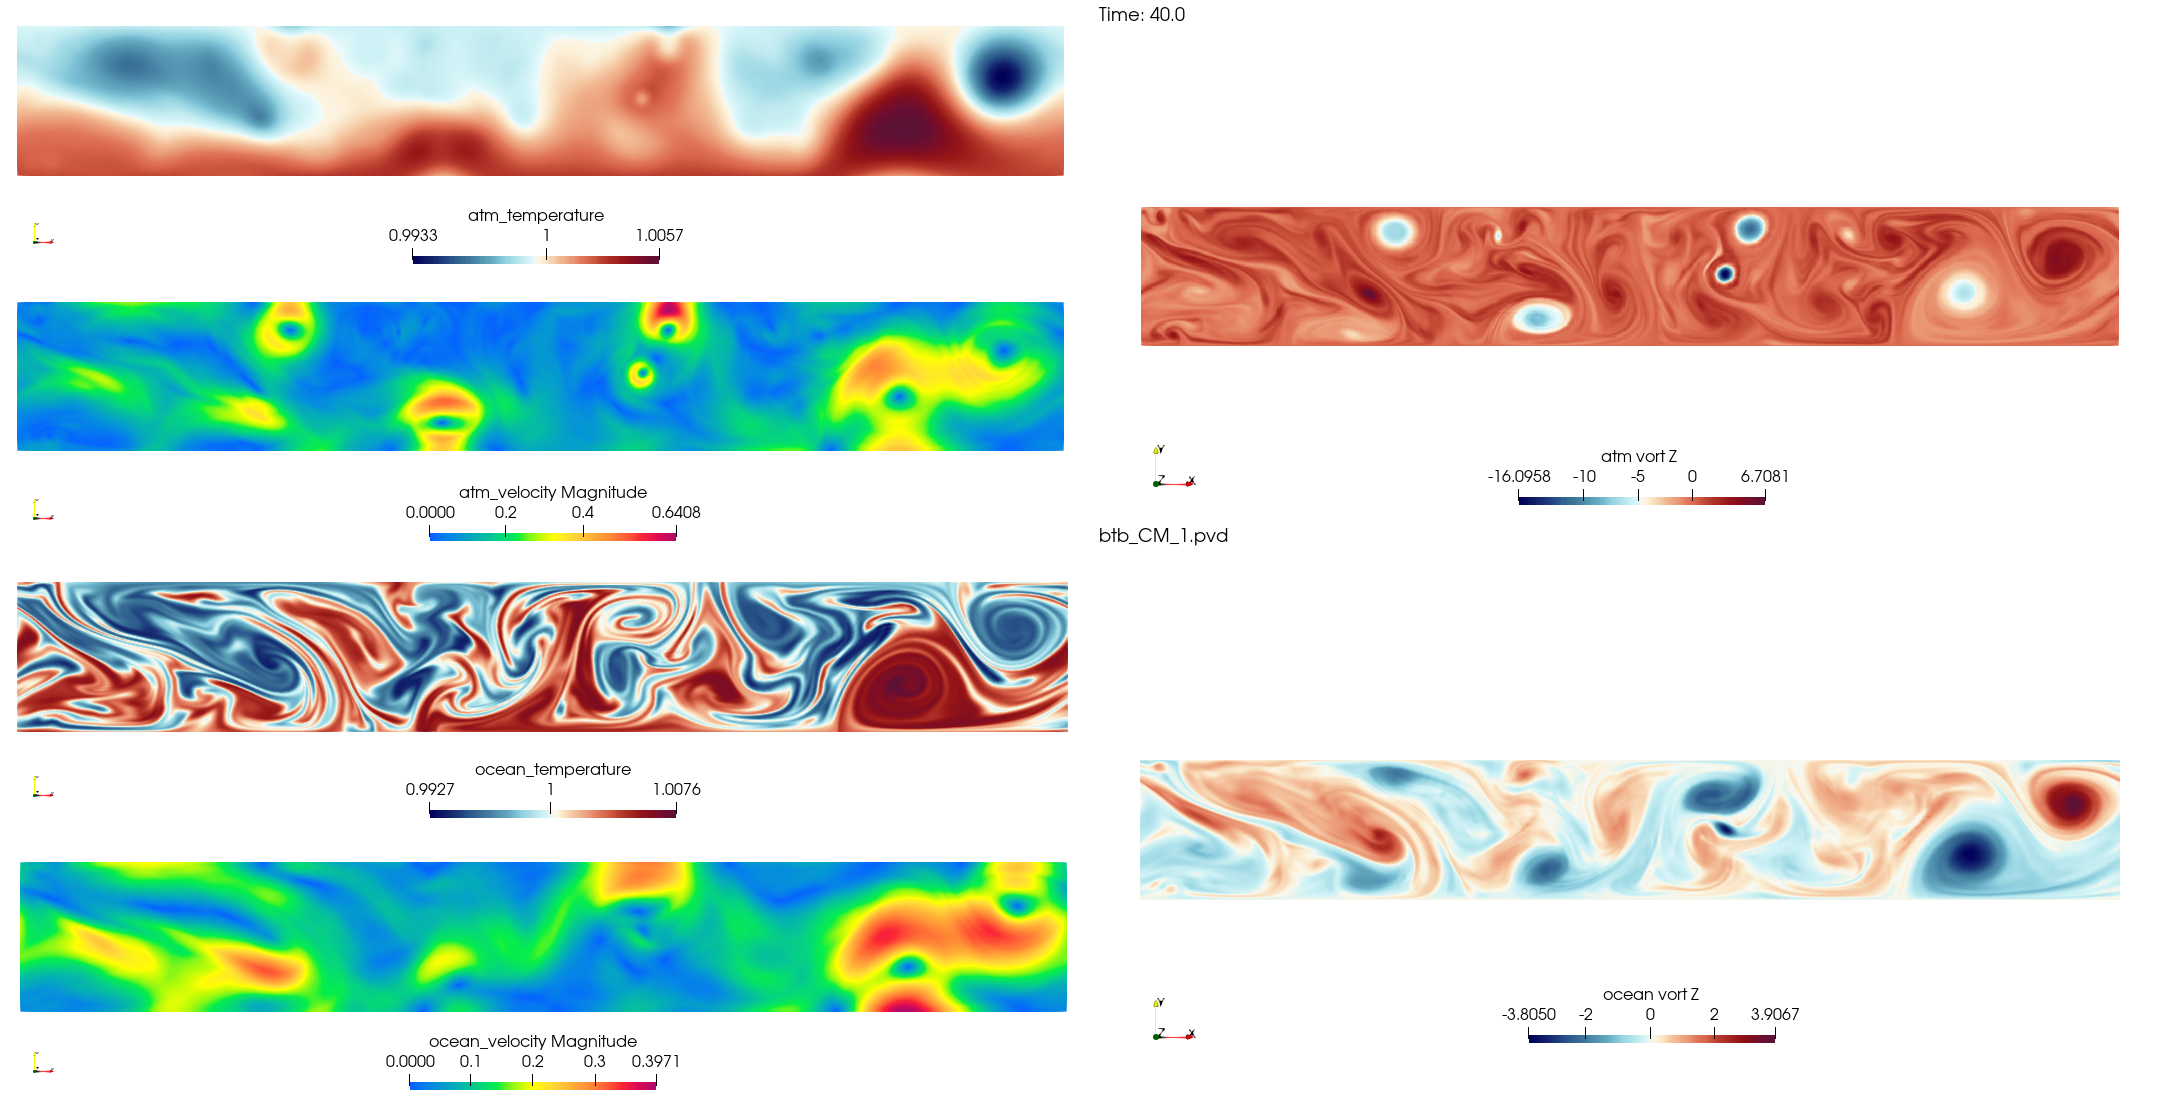 Time: 40.0
atm_temperature
0.9933 1 1.0057
atm_velocity Magnitude
0.0000 0.2 0.4 0.6408
atm vort Z
-16.0958 -10 -5 0 6.7081
Y
Z X
btb_CM_1.pvd
ocean_temperature
0.9927 1 1.0076
ocean_velocity Magnitude
0.0000 0.1 0.2 0.3 0.3971
ocean vort Z
-3.8050 -2 0 2 3.9067
Y
Z X